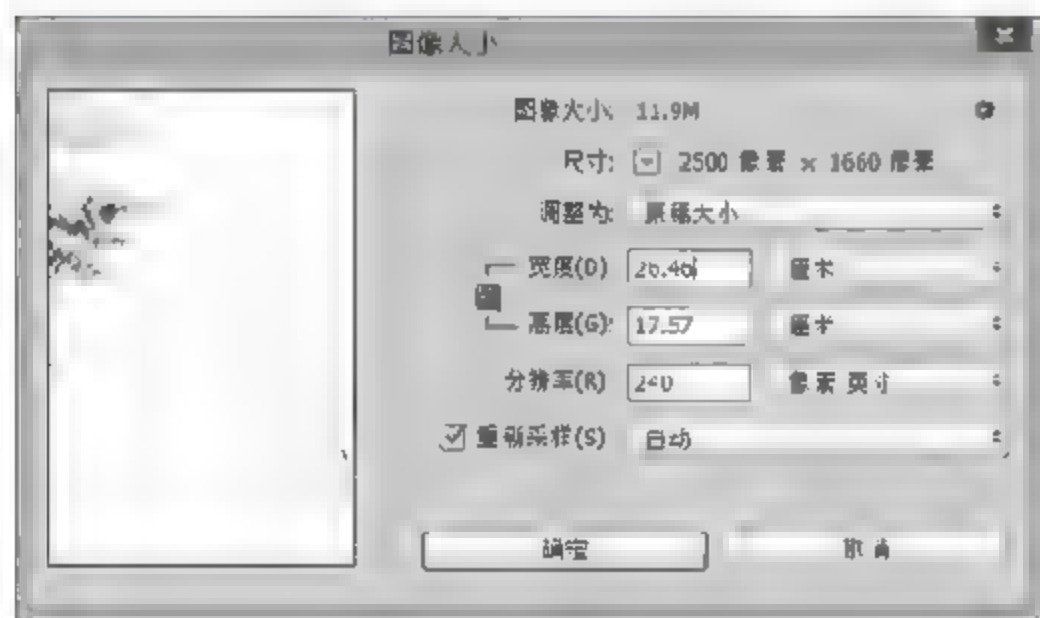 图像大小
图像大小: 11.9M
尺寸: 2500 像素 × 1660 像素
调整为: 原稿大小
宽度(D) 26.46 厘米
高度(G): 17.57 厘米
分辨率(R) 240 像素/英寸
重新采样(S) 自动
确定 取消